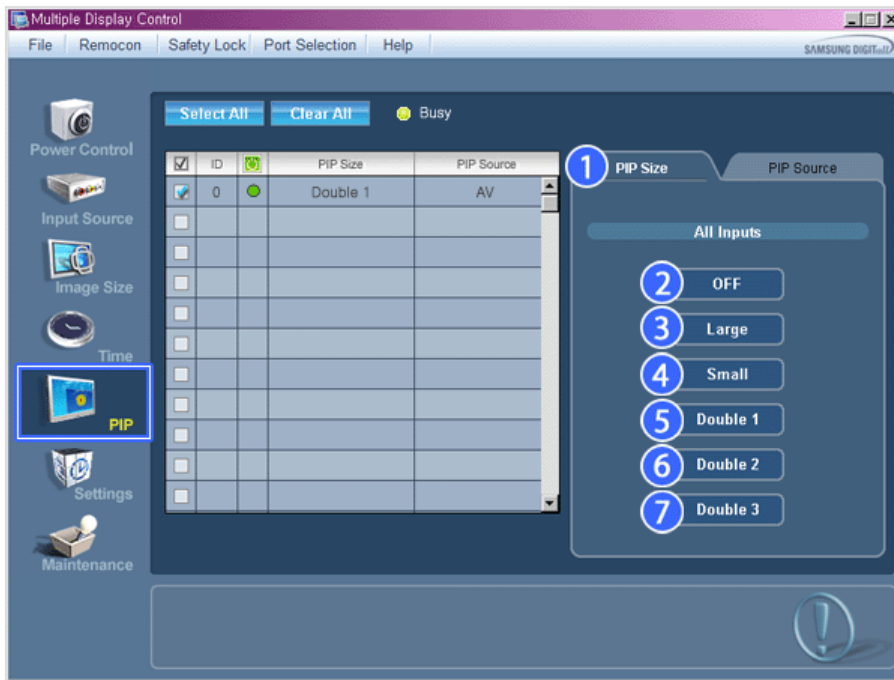 Multiple Display Control
File Remocon Safety Lock Port Selection Help
SAMSUNG DIGITall
Select All Clear All Busy
Power Control
Input Source
Image Size
Time
PIP
Settings
Maintenance
ID PIP Size PIP Source
0 Double 1 AV
1 PIP Size PIP Source
All Inputs
2 OFF
3 Large
4 Small
5 Double 1
6 Double 2
7 Double 3